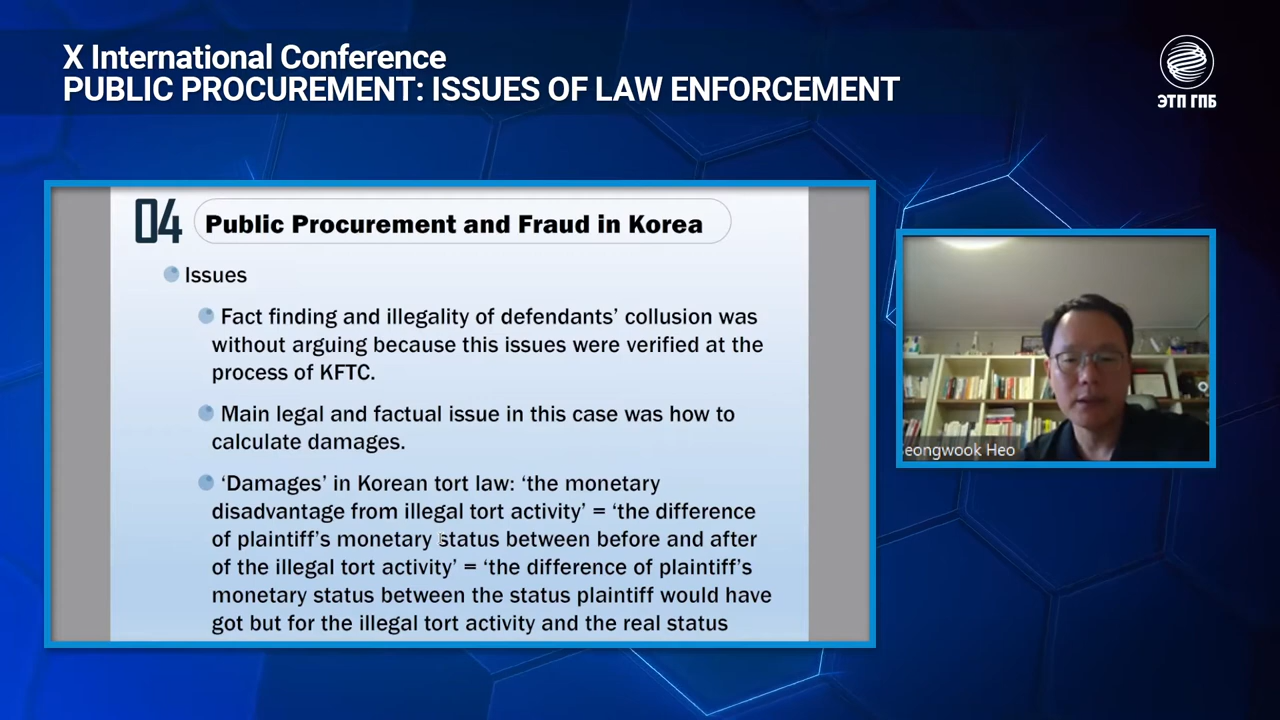 X International Conference
PUBLIC PROCUREMENT: ISSUES OF LAW ENFORCEMENT
ЭТП ГПБ
04
Public Procurement and Fraud in Korea
Issues
Fact finding and illegality of defendants’ collusion was
without arguing because this issues were verified at the
process of KFTC.
Main legal and factual issue in this case was how to
calculate damages.
‘Damages’ in Korean tort law: ‘the monetary
disadvantage from illegal tort activity’ = ‘the difference
of plaintiff’s monetary status between before and after
of the illegal tort activity’ = ‘the difference of plaintiff’s
monetary status between the status plaintiff would have
got but for the illegal tort activity and the real status
eongwook Heo